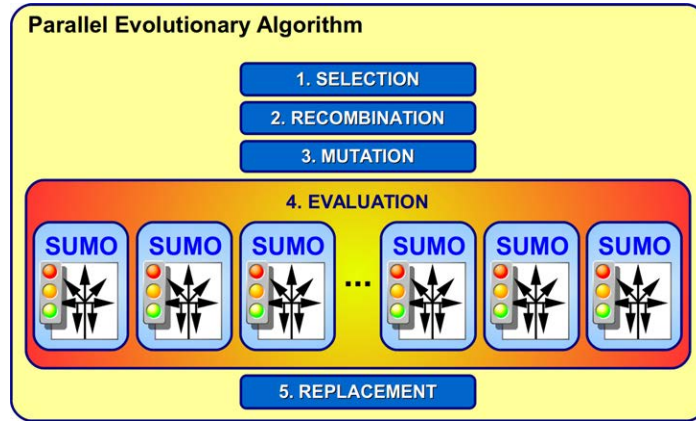 Parallel Evolutionary Algorithm
1. SELECTION
2. RECOMBINATION
3. MUTATION
4. EVALUATION
SUMO SUMO SUMO ... SUMO SUMO SUMO
5. REPLACEMENT